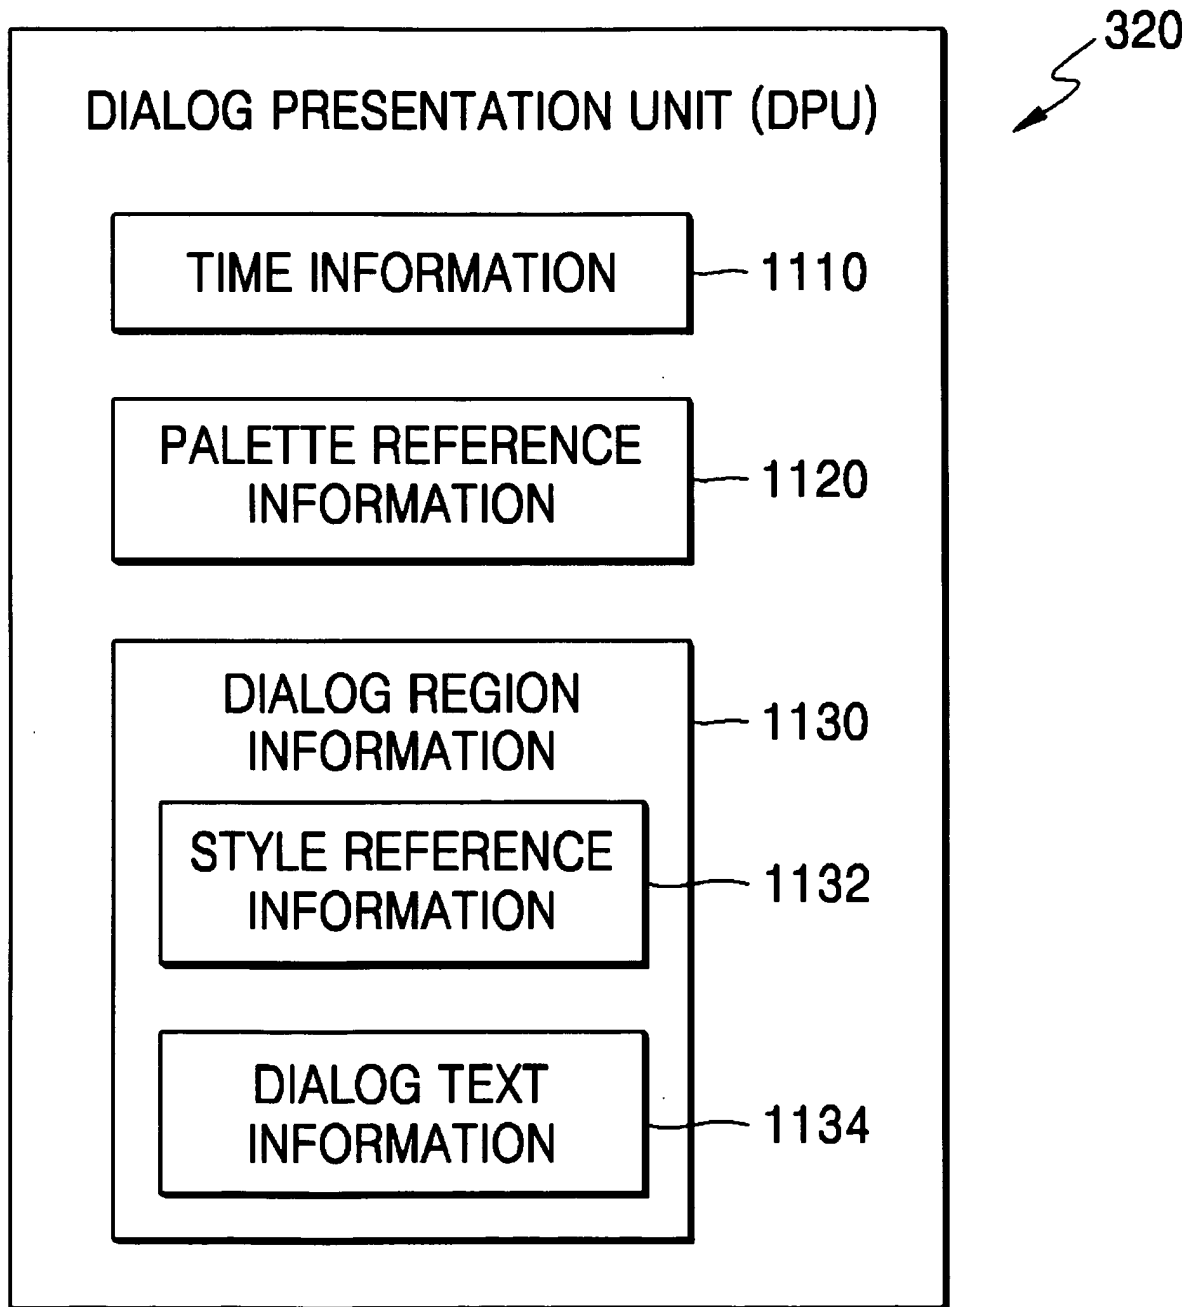 320
DIALOG PRESENTATION UNIT (DPU)
TIME INFORMATION
1110
PALETTE REFERENCE
INFORMATION
1120
DIALOG REGION
INFORMATION
1130
STYLE REFERENCE
INFORMATION
1132
DIALOG TEXT
INFORMATION
1134